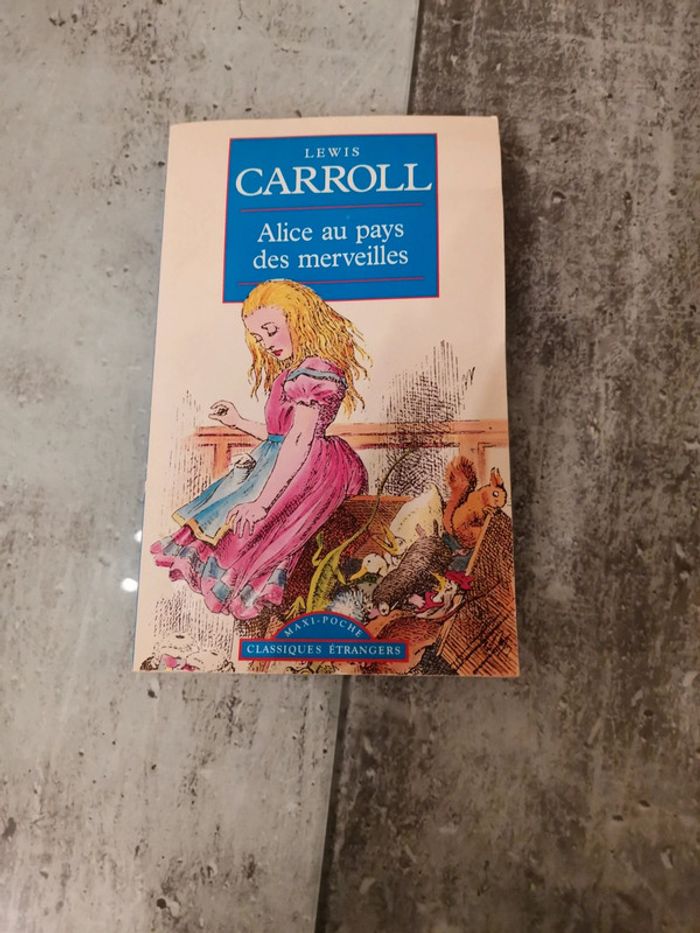 LEWIS
CARROLL
Alice au pays
des merveilles
MAXI-POCHE
CLASSIQUES ÉTRANGERS